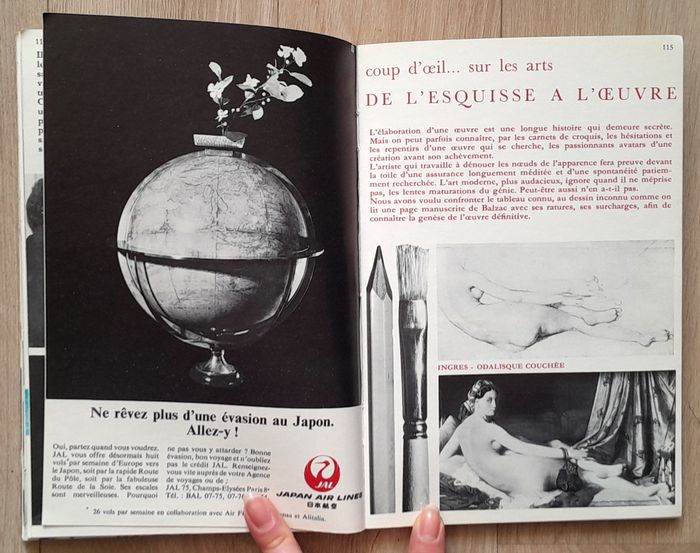 Ne rêvez plus d'une évasion au Japon.
Allez-y !
Oui, partez quand vous voudrez.
JAL vous offre désormais huit
vols* par semaine d'Europe vers
le Japon, soit par la rapide Route
du Pôle, soit par la fabuleuse
Route de la Soie. Ses escales
sont merveilleuses. Pourquoi
ne pas vous y attarder ? Bonne
évasion, bon voyage et n'oubliez
pas le crédit JAL. Renseignez-
vous vite auprès de votre Agence
de voyages ou de :
JAL 75, Champs-Elysées Paris 8e
Tél. : BAL 07-75, 07-76
JAL
JAPAN AIR LINES
日本航空
* 26 vols par semaine en collaboration avec Air et Alitalia.
115
coup d'œil... sur les arts
DE L'ESQUISSE A L'ŒUVRE
L'élaboration d'une œuvre est une longue histoire qui demeure secrète.
Mais on peut parfois connaître, par les carnets de croquis, les hésitations et
les repentirs d'une œuvre qui se cherche, les passionnants avatars d'une
création avant son achèvement.
L'artiste qui travaille à dénouer les nœuds de l'apparence fera preuve devant
la toile d'une assurance longuement méditée et d'une spontanéité patiem-
ment recherchée. L'art moderne, plus audacieux, ignore quand il ne méprise
pas, les lentes maturations du génie. Peut-être aussi n'en a-t-il pas.
Nous avons voulu confronter le tableau connu, au dessin inconnu comme on
lit une page manuscrite de Balzac avec ses ratures, ses surcharges, afin de
connaître la genèse de l'œuvre définitive.
INGRES - ODALISQUE COUCHÉE